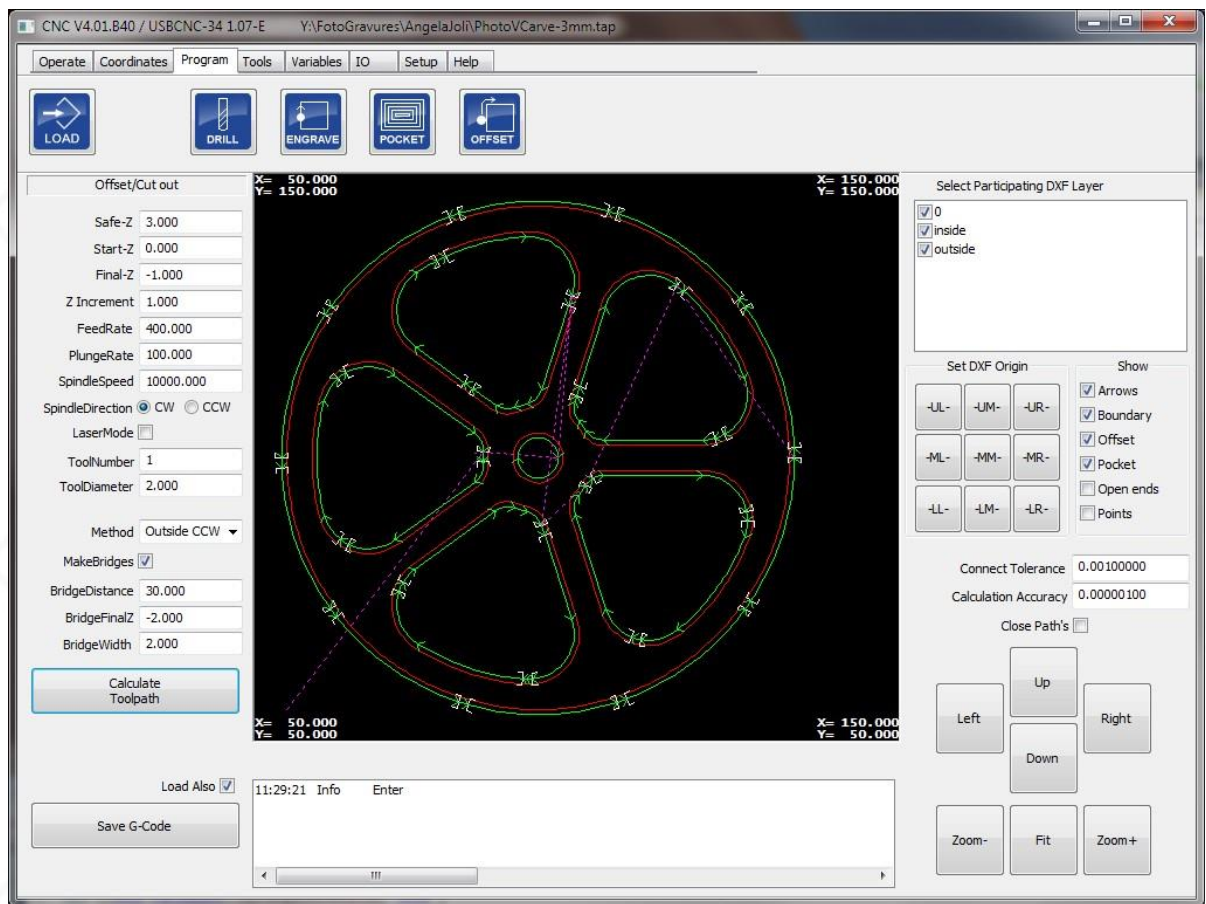 CNC V4.01.B40 / USBCNC-34 1.07-E Y:\FotoGravures\AngelaJoli\PhotoVCarve-3mm.tap
Operate Coordinates Program Tools Variables IO Setup Help
LOAD DRILL ENGRAVE POCKET OFFSET
Offset/Cut out
Safe-Z 3.000
Start-Z 0.000
Final-Z -1.000
Z Increment 1.000
FeedRate 400.000
PlungeRate 100.000
SpindleSpeed 10000.000
SpindleDirection CW CCW
LaserMode
ToolNumber 1
ToolDiameter 2.000
Method Outside CCW
MakeBridges
BridgeDistance 30.000
BridgeFinalZ -2.000
BridgeWidth 2.000
Calculate
Toolpath
Load Also
Save G-Code
X= 50.000
Y= 150.000
X= 150.000
Y= 150.000
X= 50.000
Y= 50.000
X= 150.000
Y= 50.000
11:29:21 Info Enter
Select Participating DXF Layer
0
inside
outside
Set DXF Origin
-UL- -UM- -UR-
-ML- -MM- -MR-
-LL- -LM- -LR-
Show
Arrows
Boundary
Offset
Pocket
Open ends
Points
Connect Tolerance 0.00100000
Calculation Accuracy 0.00000100
Close Path's
Up
Left Right
Down
Zoom- Fit Zoom+